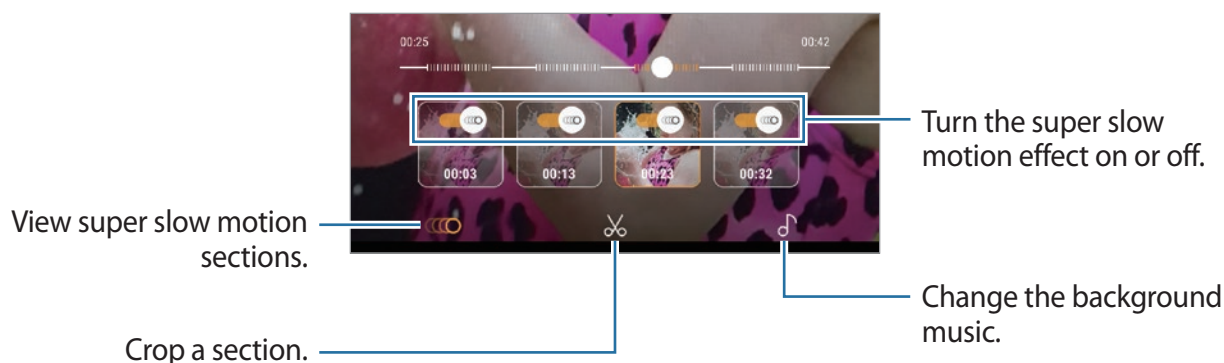 00:25
00:42
00:03
00:13
00:23
00:32
Turn the super slow
motion effect on or off.
View super slow motion
sections.
Change the background
music.
Crop a section.